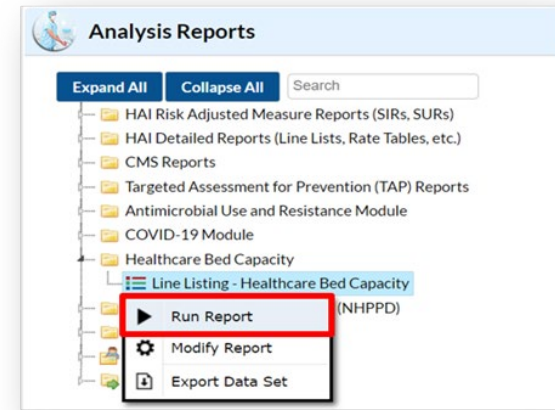 Analysis Reports
Expand All
Collapse All
Search
HAI Risk Adjusted Measure Reports (SIRs, SURs)
HAI Detailed Reports (Line Lists, Rate Tables, etc.)
CMS Reports
Targeted Assessment for Prevention (TAP) Reports
Antimicrobial Use and Resistance Module
COVID-19 Module
Healthcare Bed Capacity
Line Listing - Healthcare Bed Capacity
(NHPPD)
Run Report
Modify Report
Export Data Set